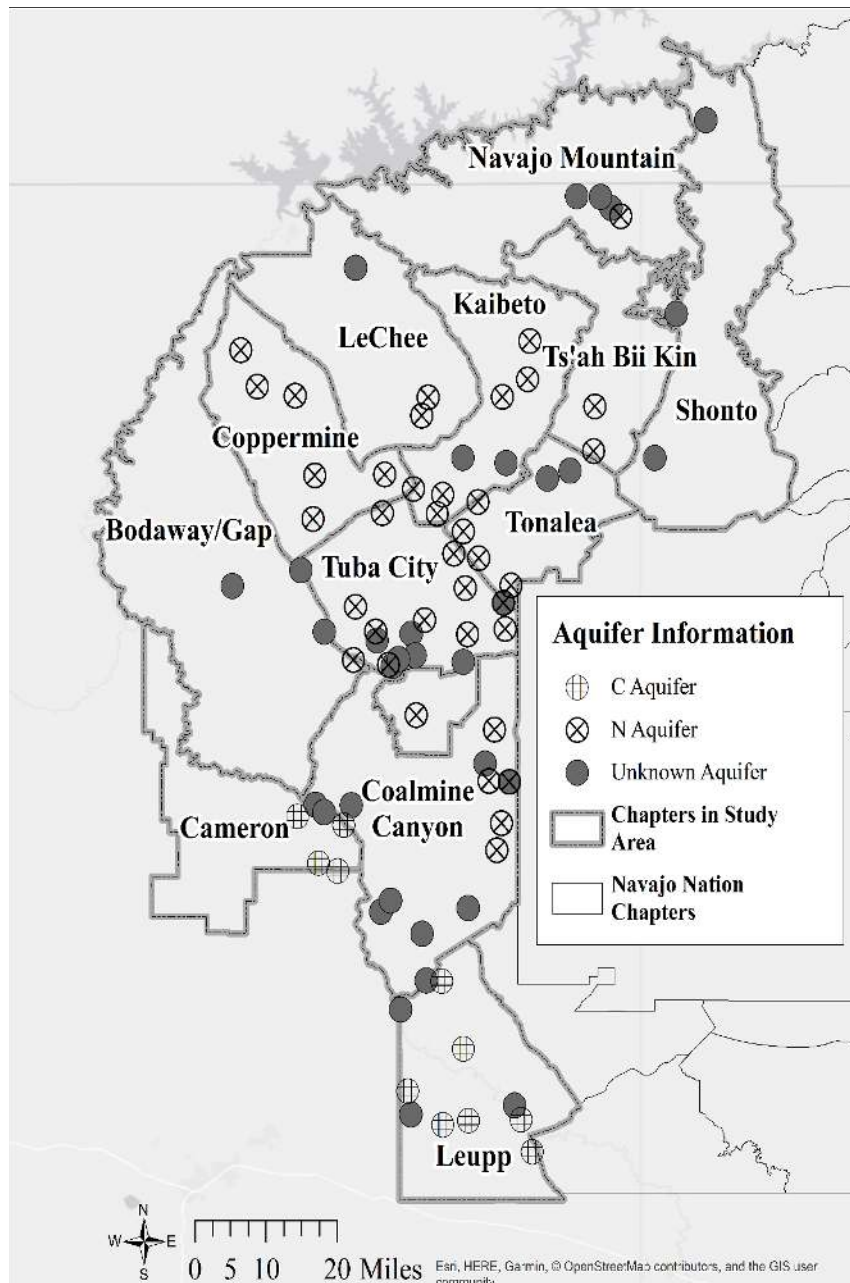 Navajo Mountain
Kaibeto
LeChee
Ts'ah Bii Kin
Shonto
Coppermine
Tonalea
Bodaway/Gap
Tuba City
Aquifer Information
C Aquifer
N Aquifer
Unknown Aquifer
Chapters in Study
Area
Navajo Nation
Chapters
Coalmine
Canyon
Cameron
Leupp
N
W E
S
0 5 10 20 Miles
Esri, HERE, Garmin, © OpenStreetMap contributors, and the GIS user
community